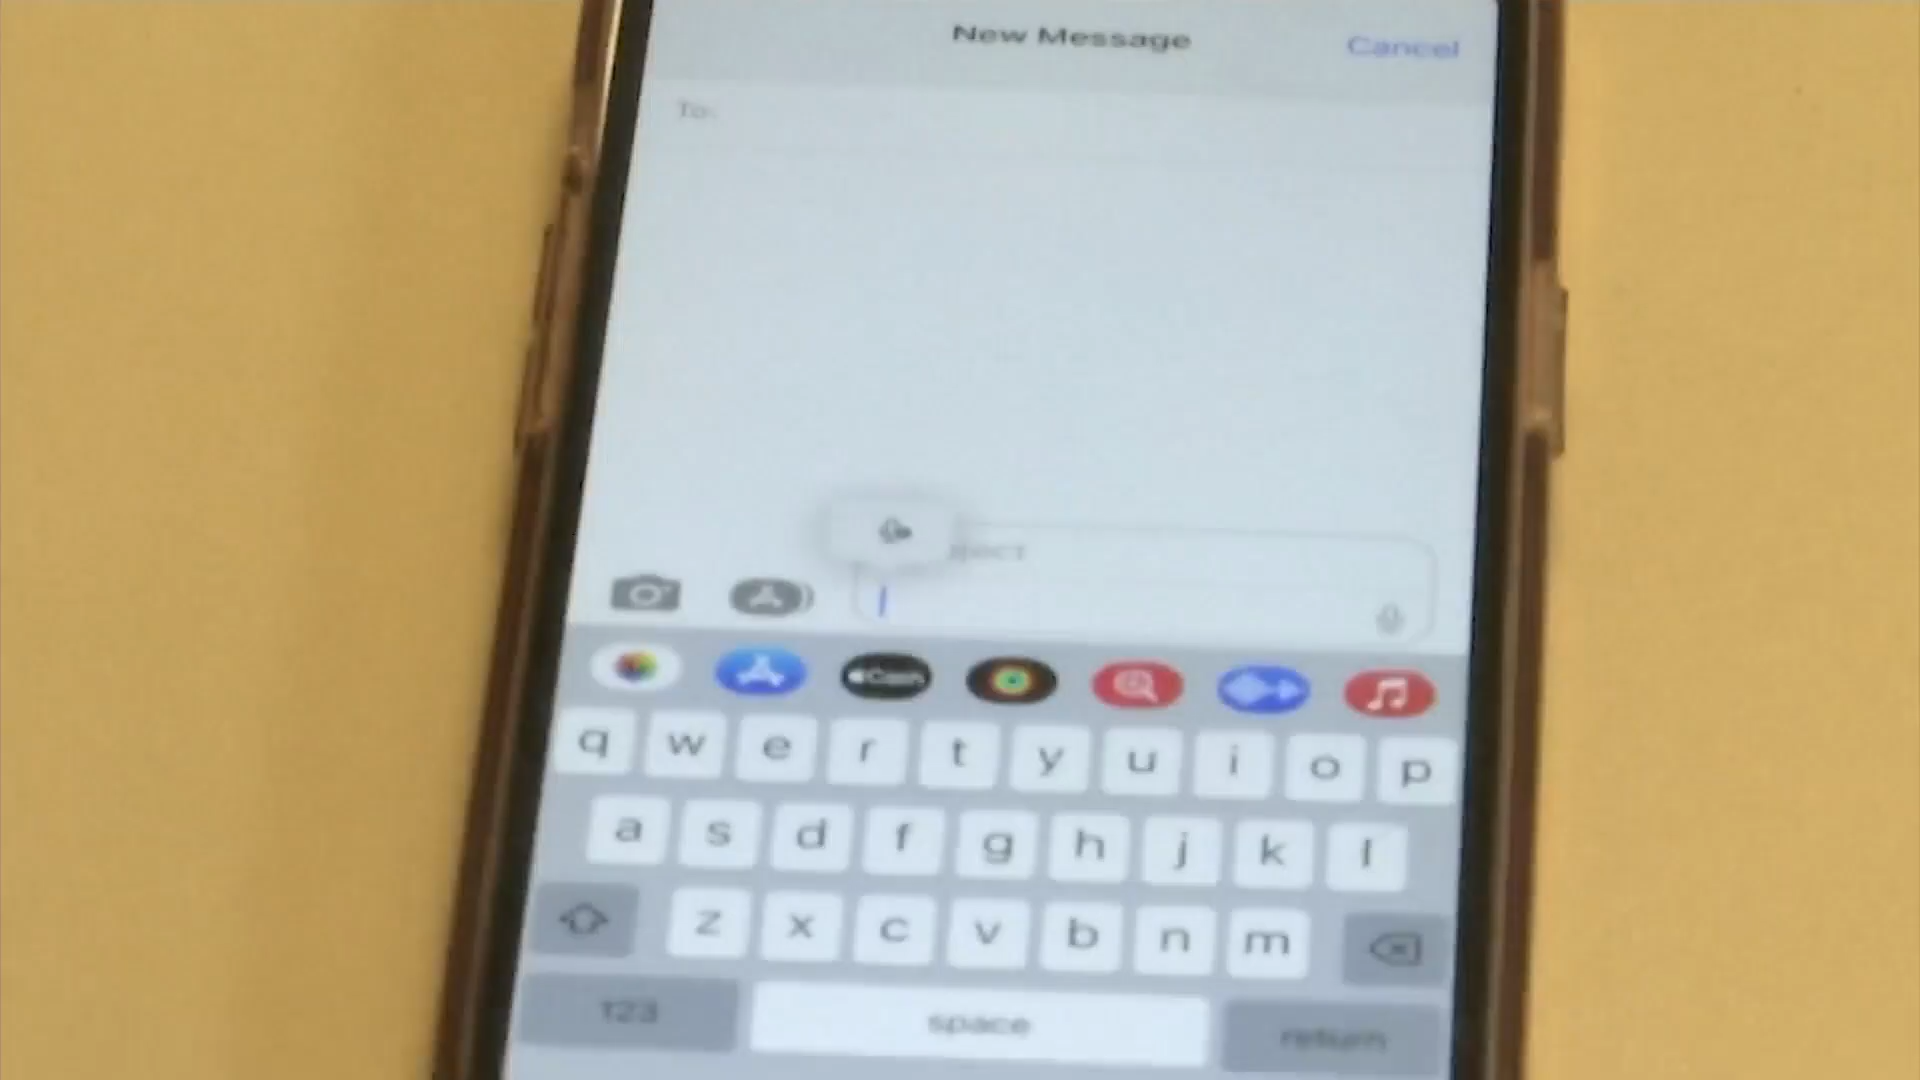 New Message
Cancel
To:
Cash
q w e r t y u i o p
a s d f g h j k l
z x c v b n m
123
space
return